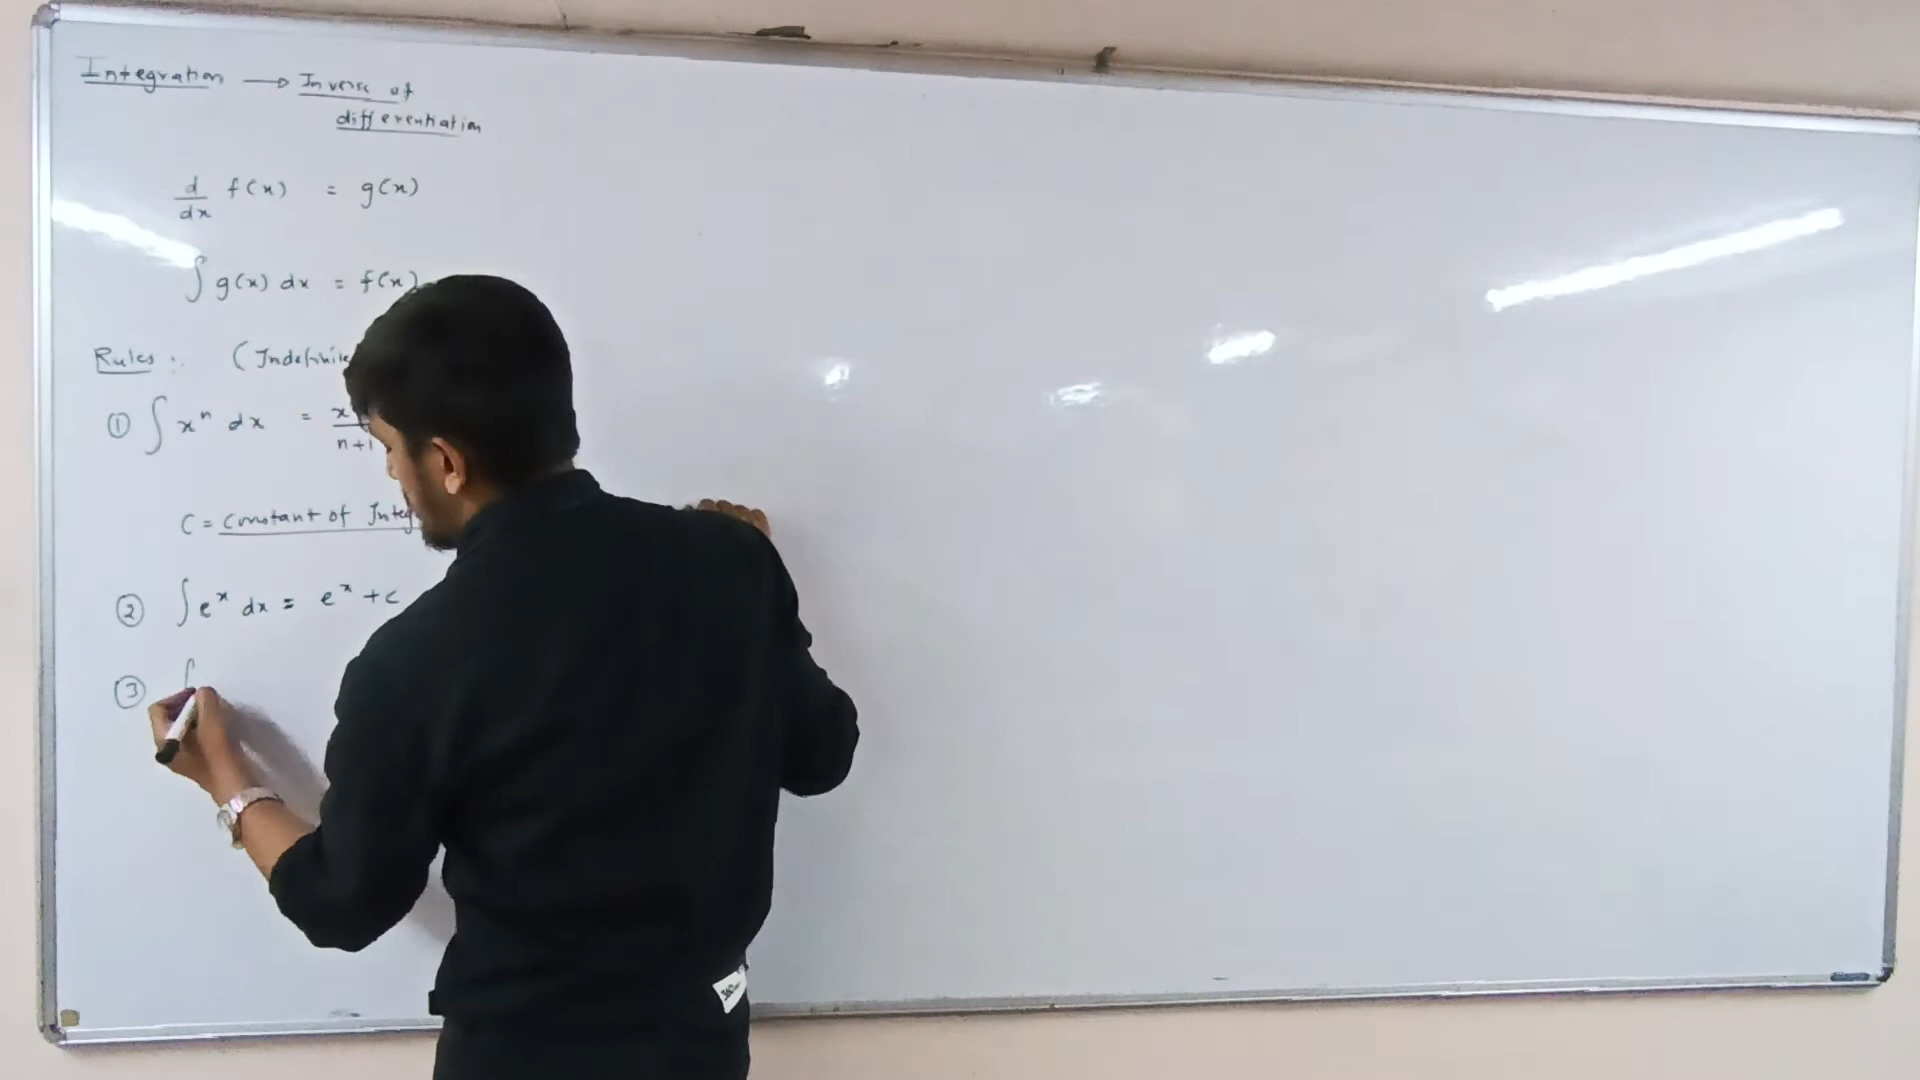 Integration → Inverse of
differentiation
d/dx f(x) = g(x)
∫ g(x) dx = f(x)
Rules :. (Indefinite
① ∫ xⁿ dx = x / n+1
C = constant of Integ
② ∫ eˣ dx = eˣ + c
③ ∫